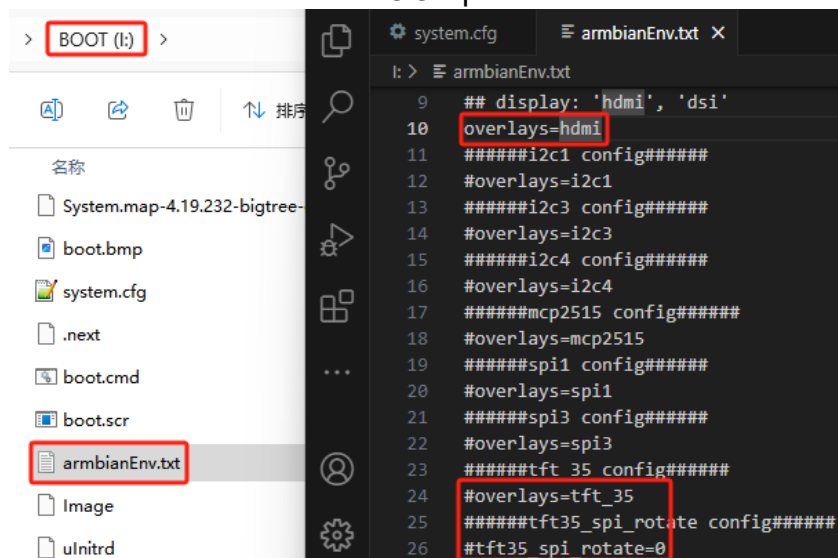 > BOOT (I:) >
排序
名称
System.map-4.19.232-bigtree-
boot.bmp
system.cfg
.next
boot.cmd
boot.scr
armbianEnv.txt
Image
uInitrd
system.cfg
armbianEnv.txt ×
I: > armbianEnv.txt
9 ## display: 'hdmi', 'dsi'
10 overlays=hdmi
11 ######i2c1 config######
12 #overlays=i2c1
13 ######i2c3 config######
14 #overlays=i2c3
15 ######i2c4 config######
16 #overlays=i2c4
17 ######mcp2515 config######
18 #overlays=mcp2515
19 ######spi1 config######
20 #overlays=spi1
21 ######spi3 config######
22 #overlays=spi3
23 ######tft_35 config######
24 #overlays=tft_35
25 ######tft35_spi_rotate config######
26 #tft35_spi_rotate=0